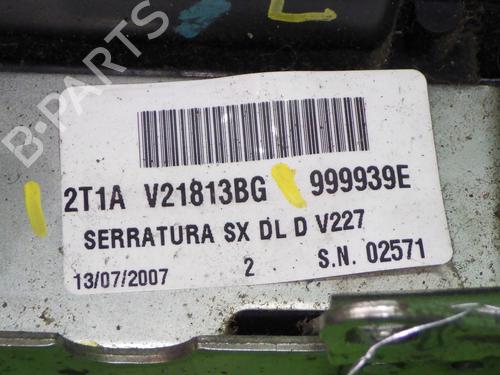 B-PARTS
2T1A V21813BG 999939E
SERRATURA SX DL D V227
13/07/2007 2 S.N. 02571